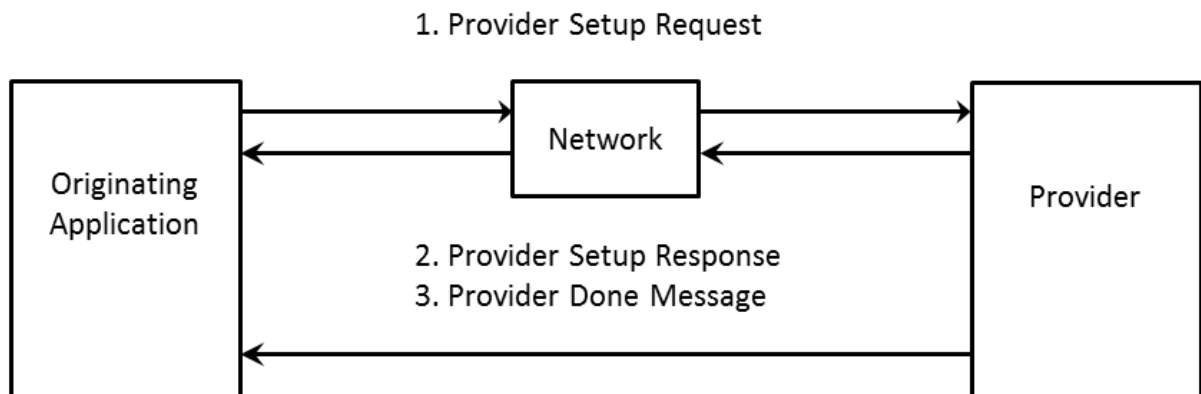 1. Provider Setup Request
Network
Originating
Application
Provider
2. Provider Setup Response
3. Provider Done Message